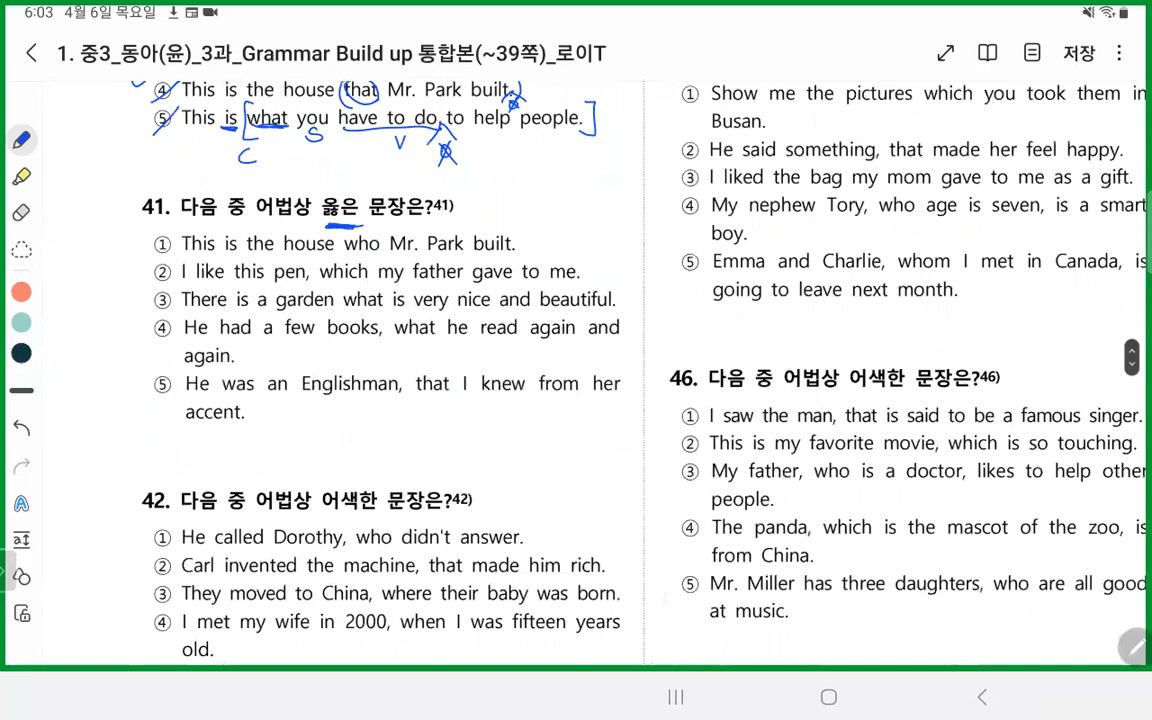 6:03 4월 6일 목요일
1. 중3_동아(윤)_3과_Grammar Build up 통합본(~39쪽)_로이T
저장
④ This is the house that Mr. Park built.
⑤ This is what you have to do to help people.
S
V
C
41. 다음 중 어법상 옳은 문장은?41)
① This is the house who Mr. Park built.
② I like this pen, which my father gave to me.
③ There is a garden what is very nice and beautiful.
④ He had a few books, what he read again and
again.
⑤ He was an Englishman, that I knew from her
accent.
42. 다음 중 어법상 어색한 문장은?42)
① He called Dorothy, who didn't answer.
② Carl invented the machine, that made him rich.
③ They moved to China, where their baby was born.
④ I met my wife in 2000, when I was fifteen years
old.
① Show me the pictures which you took them in
Busan.
② He said something, that made her feel happy.
③ I liked the bag my mom gave to me as a gift.
④ My nephew Tory, who age is seven, is a smart
boy.
⑤ Emma and Charlie, whom I met in Canada, is
going to leave next month.
46. 다음 중 어법상 어색한 문장은?46)
① I saw the man, that is said to be a famous singer.
② This is my favorite movie, which is so touching.
③ My father, who is a doctor, likes to help other
people.
④ The panda, which is the mascot of the zoo, is
from China.
⑤ Mr. Miller has three daughters, who are all good
at music.